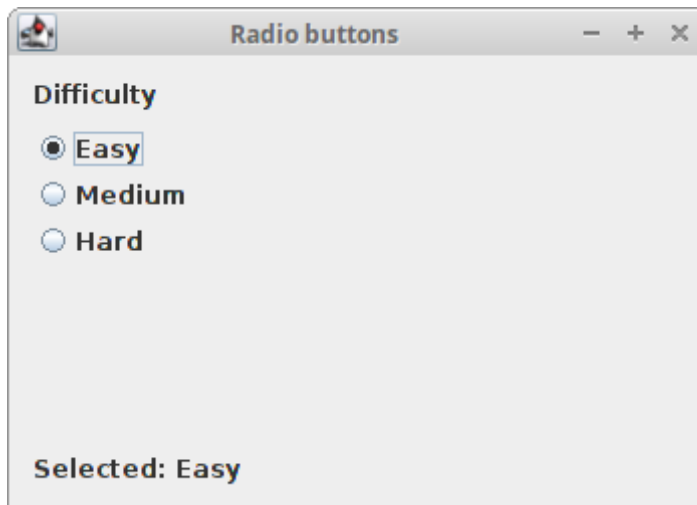 Radio buttons
Difficulty
Easy
Medium
Hard
Selected: Easy